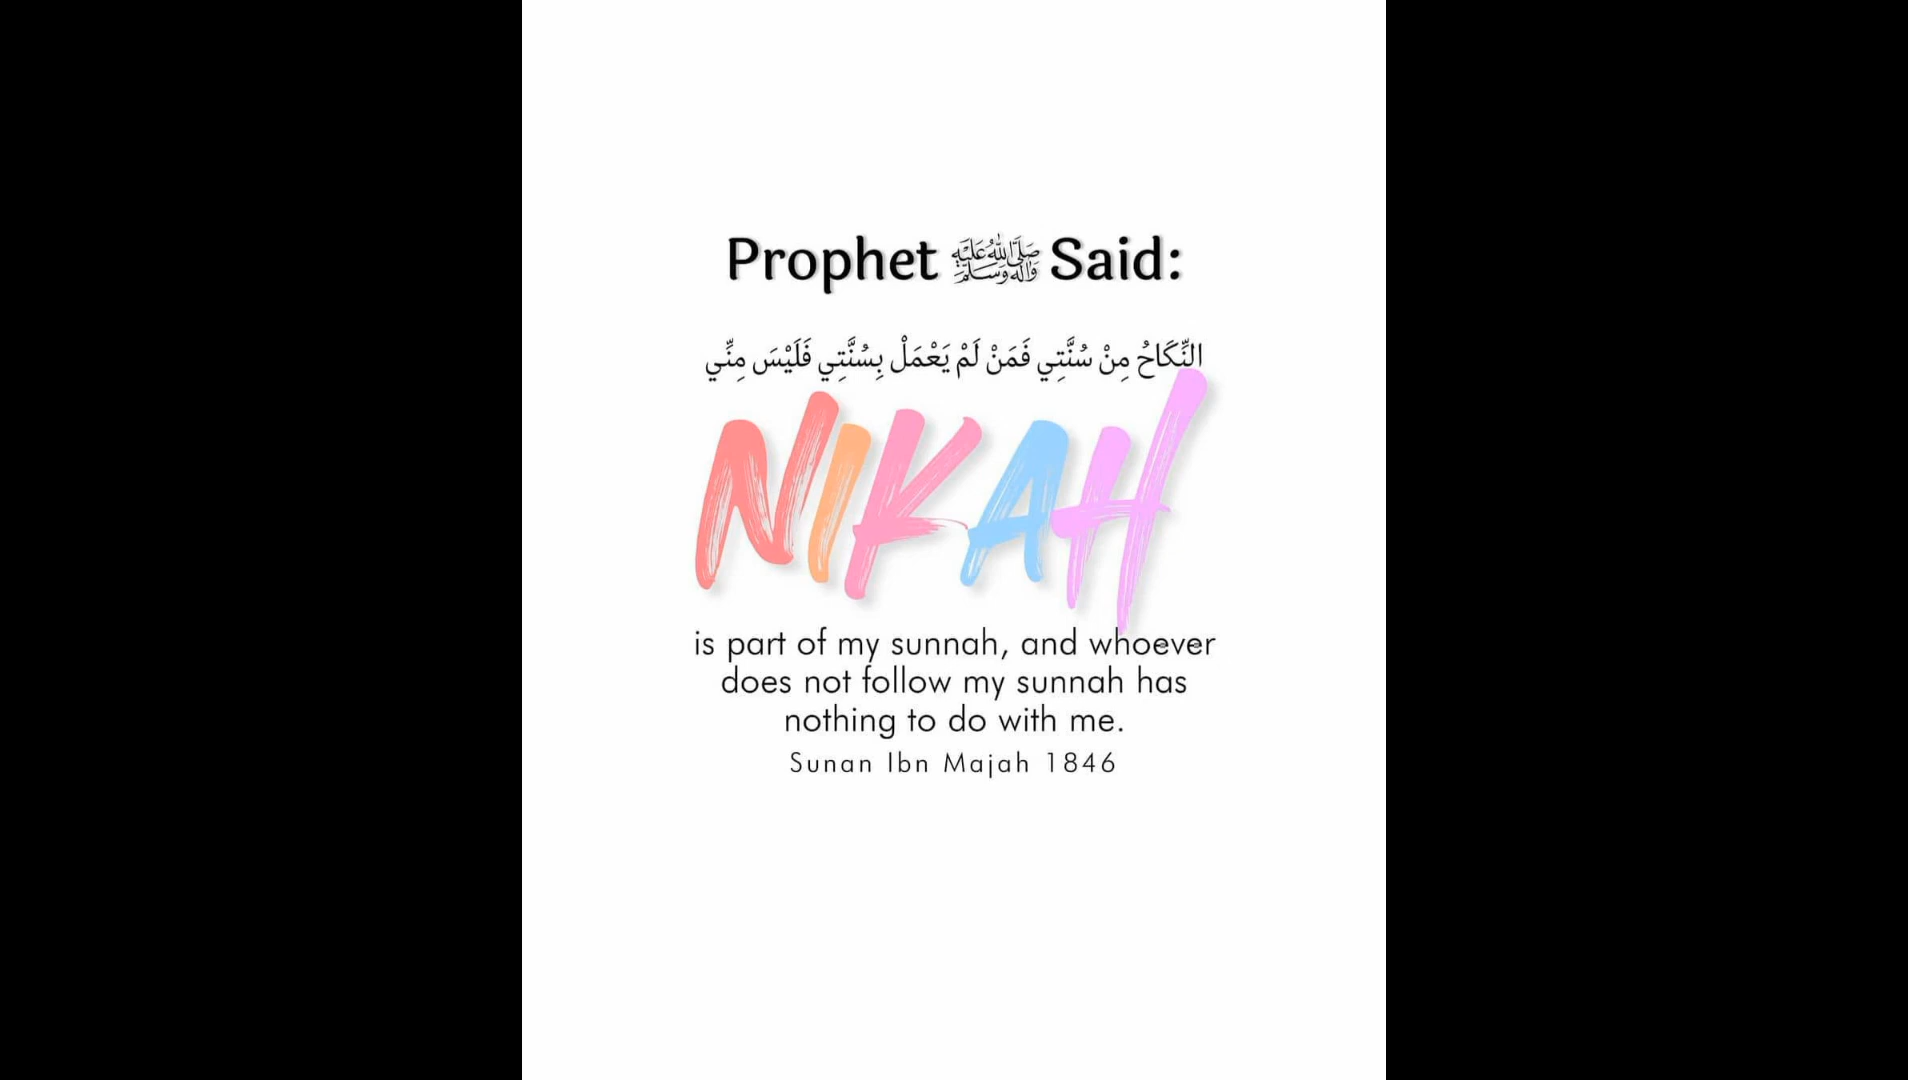 Prophet ﷺ Said:
النِّكَاحُ مِنْ سُنَّتِي فَمَنْ لَمْ يَعْمَلْ بِسُنَّتِي فَلَيْسَ مِنِّي
NIKAH
is part of my sunnah, and whoever
does not follow my sunnah has
nothing to do with me.
Sunan Ibn Majah 1846